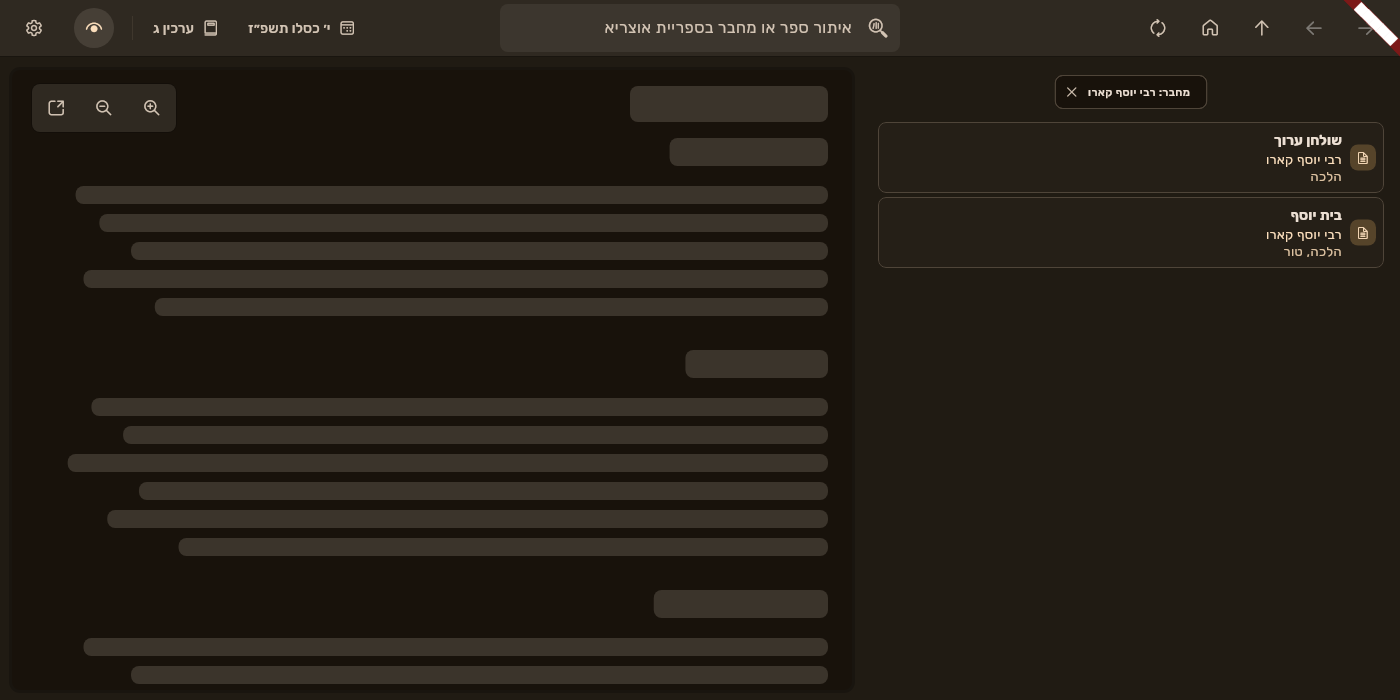 איתור ספר או מחבר בספריית אוצריא
י׳ כסלו תשפ״ז
ערכין ג
מחבר: רבי יוסף קארו
שולחן ערוך
רבי יוסף קארו
הלכה
בית יוסף
רבי יוסף קארו
הלכה, טור